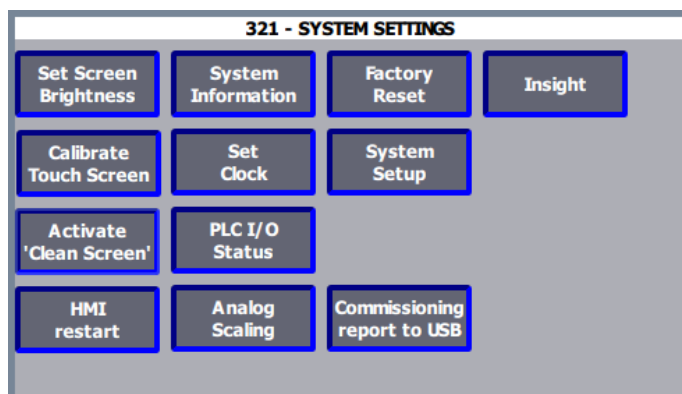 321 - SYSTEM SETTINGS
Set Screen
Brightness
System
Information
Factory
Reset
Insight
Calibrate
Touch Screen
Set
Clock
System
Setup
Activate
'Clean Screen'
PLC I/O
Status
HMI
restart
Analog
Scaling
Commissioning
report to USB